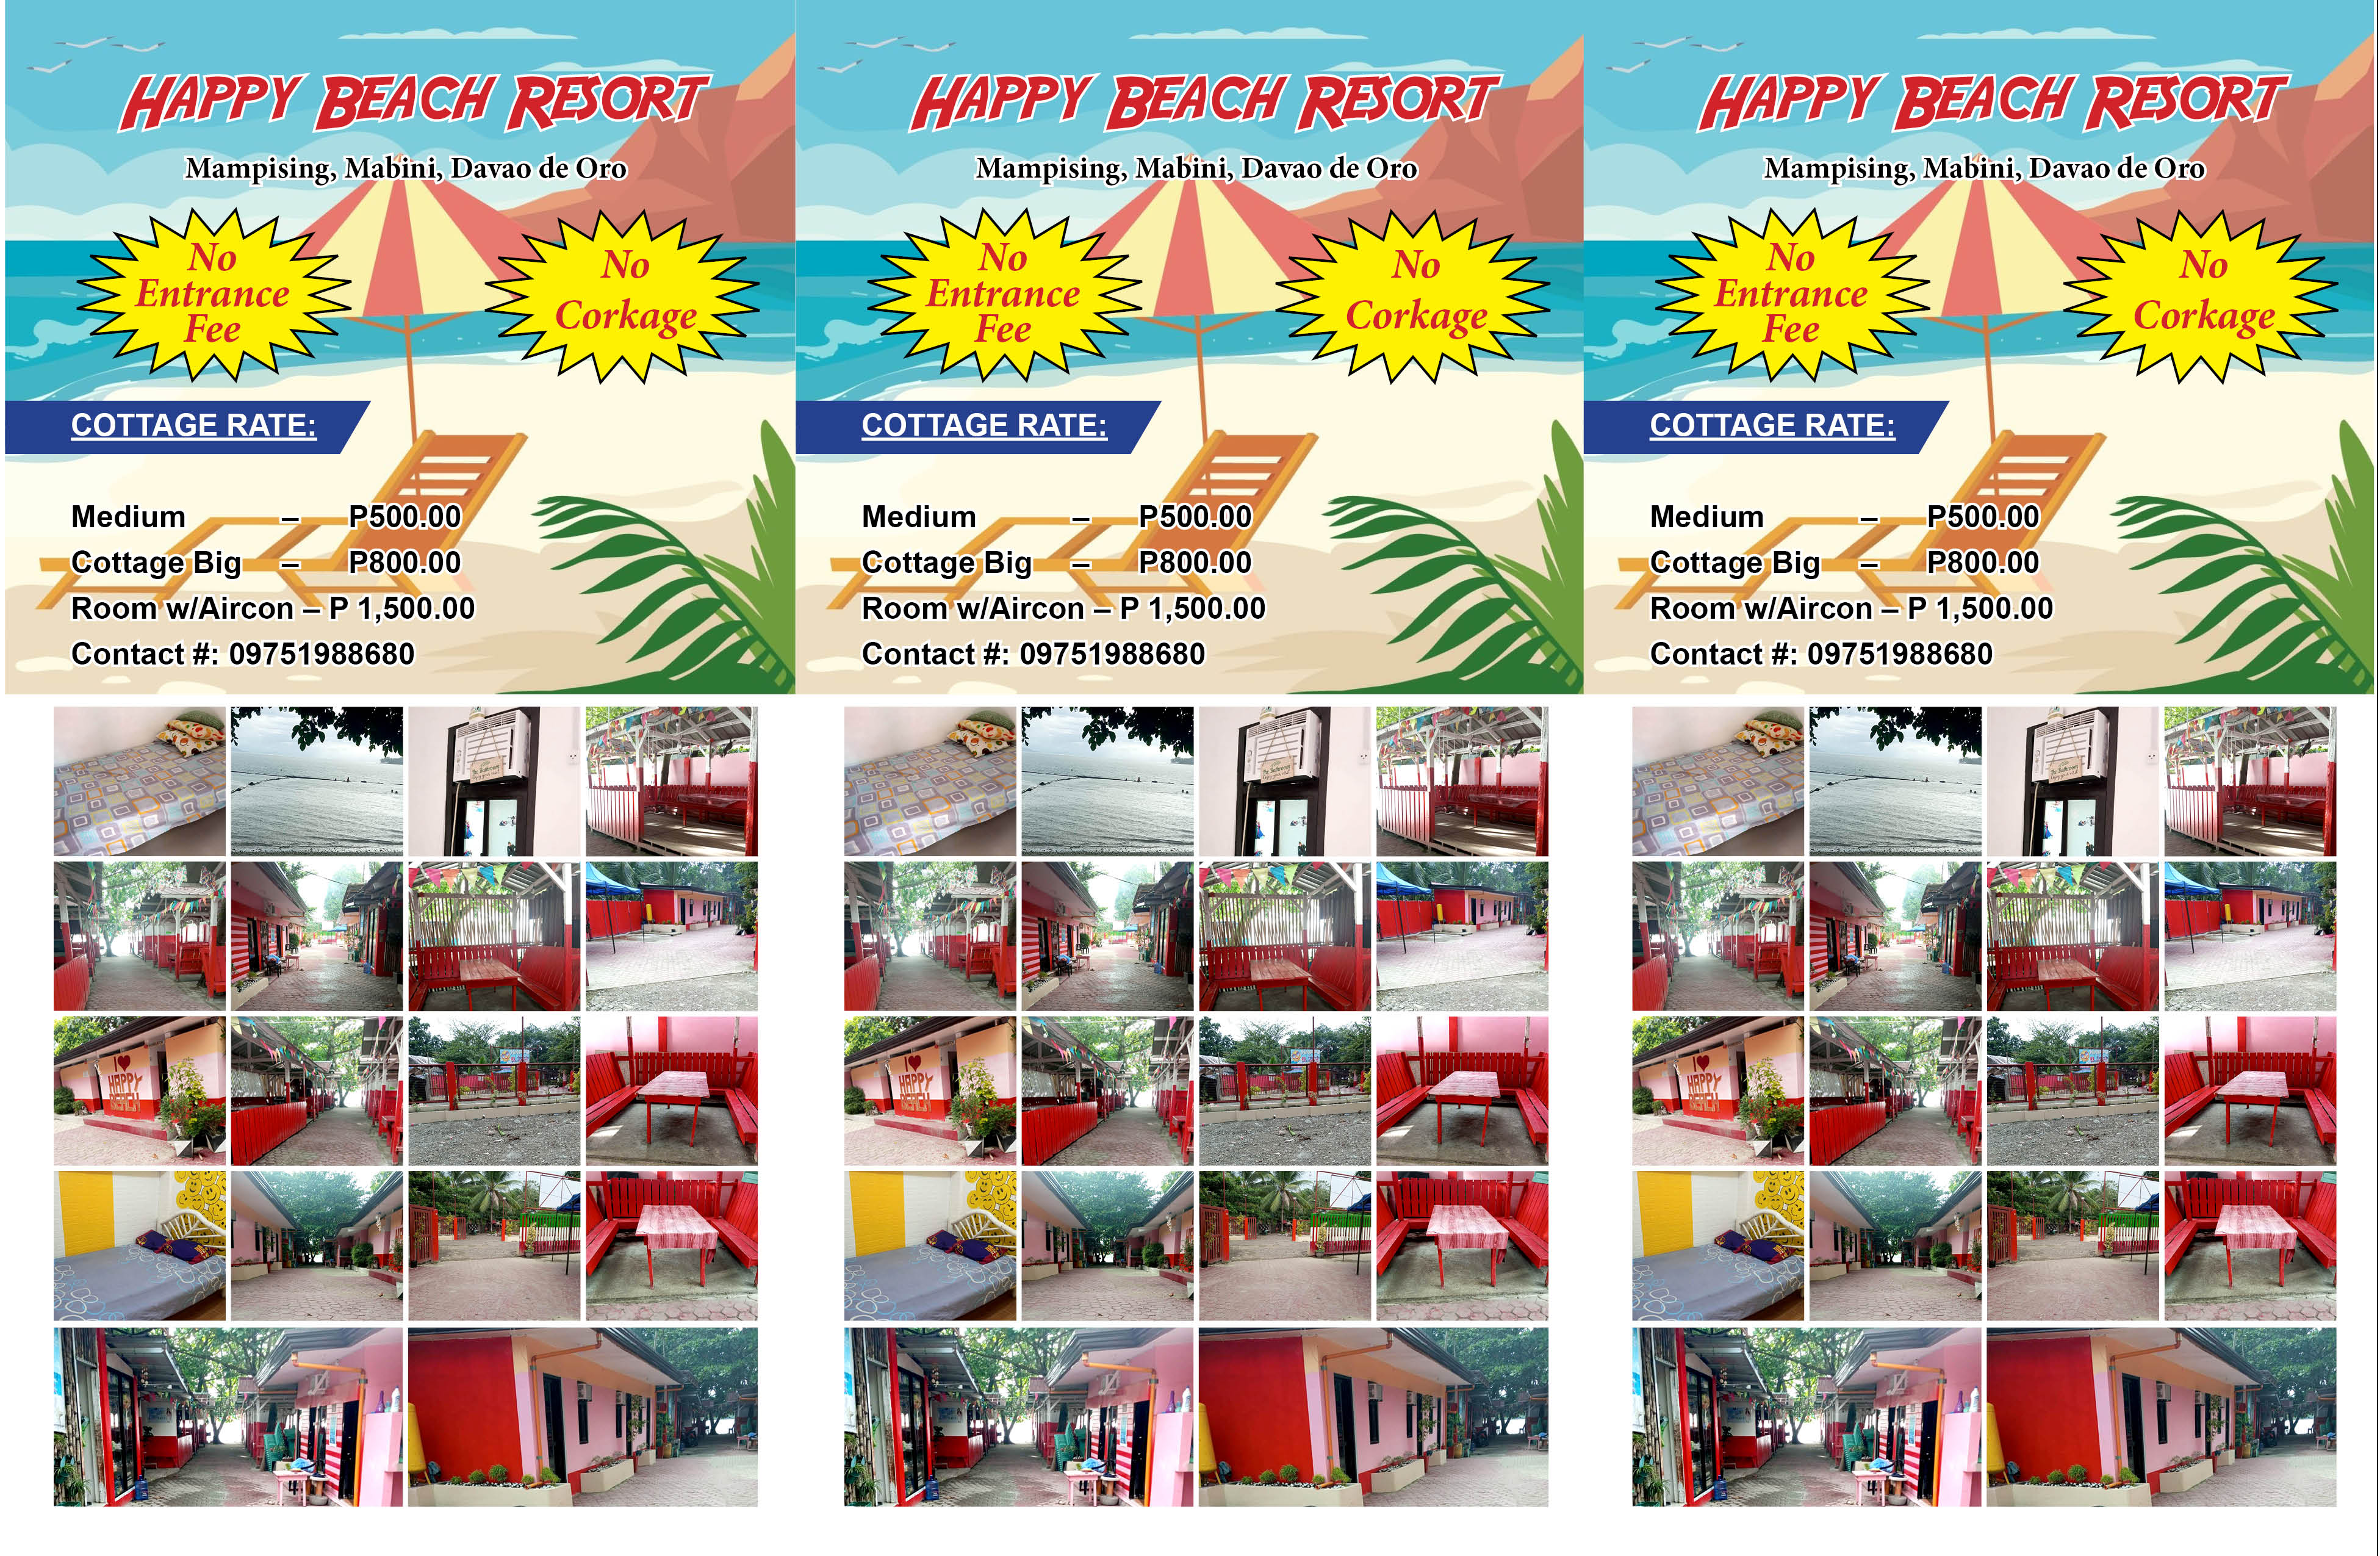 HAPPY BEACH RESORT
Mampising, Mabini, Davao de Oro
No
Entrance
Fee
No
Corkage
COTTAGE RATE:
Medium – P500.00
Cottage Big – P800.00
Room w/Aircon – P 1,500.00
Contact #: 09751988680
I
HAPPY
BEACH
4
HAPPY BEACH RESORT
Mampising, Mabini, Davao de Oro
No
Entrance
Fee
No
Corkage
COTTAGE RATE:
Medium – P500.00
Cottage Big – P800.00
Room w/Aircon – P 1,500.00
Contact #: 09751988680
I
HAPPY
BEACH
4
HAPPY BEACH RESORT
Mampising, Mabini, Davao de Oro
No
Entrance
Fee
No
Corkage
COTTAGE RATE:
Medium – P500.00
Cottage Big – P800.00
Room w/Aircon – P 1,500.00
Contact #: 09751988680
I
HAPPY
BEACH
4